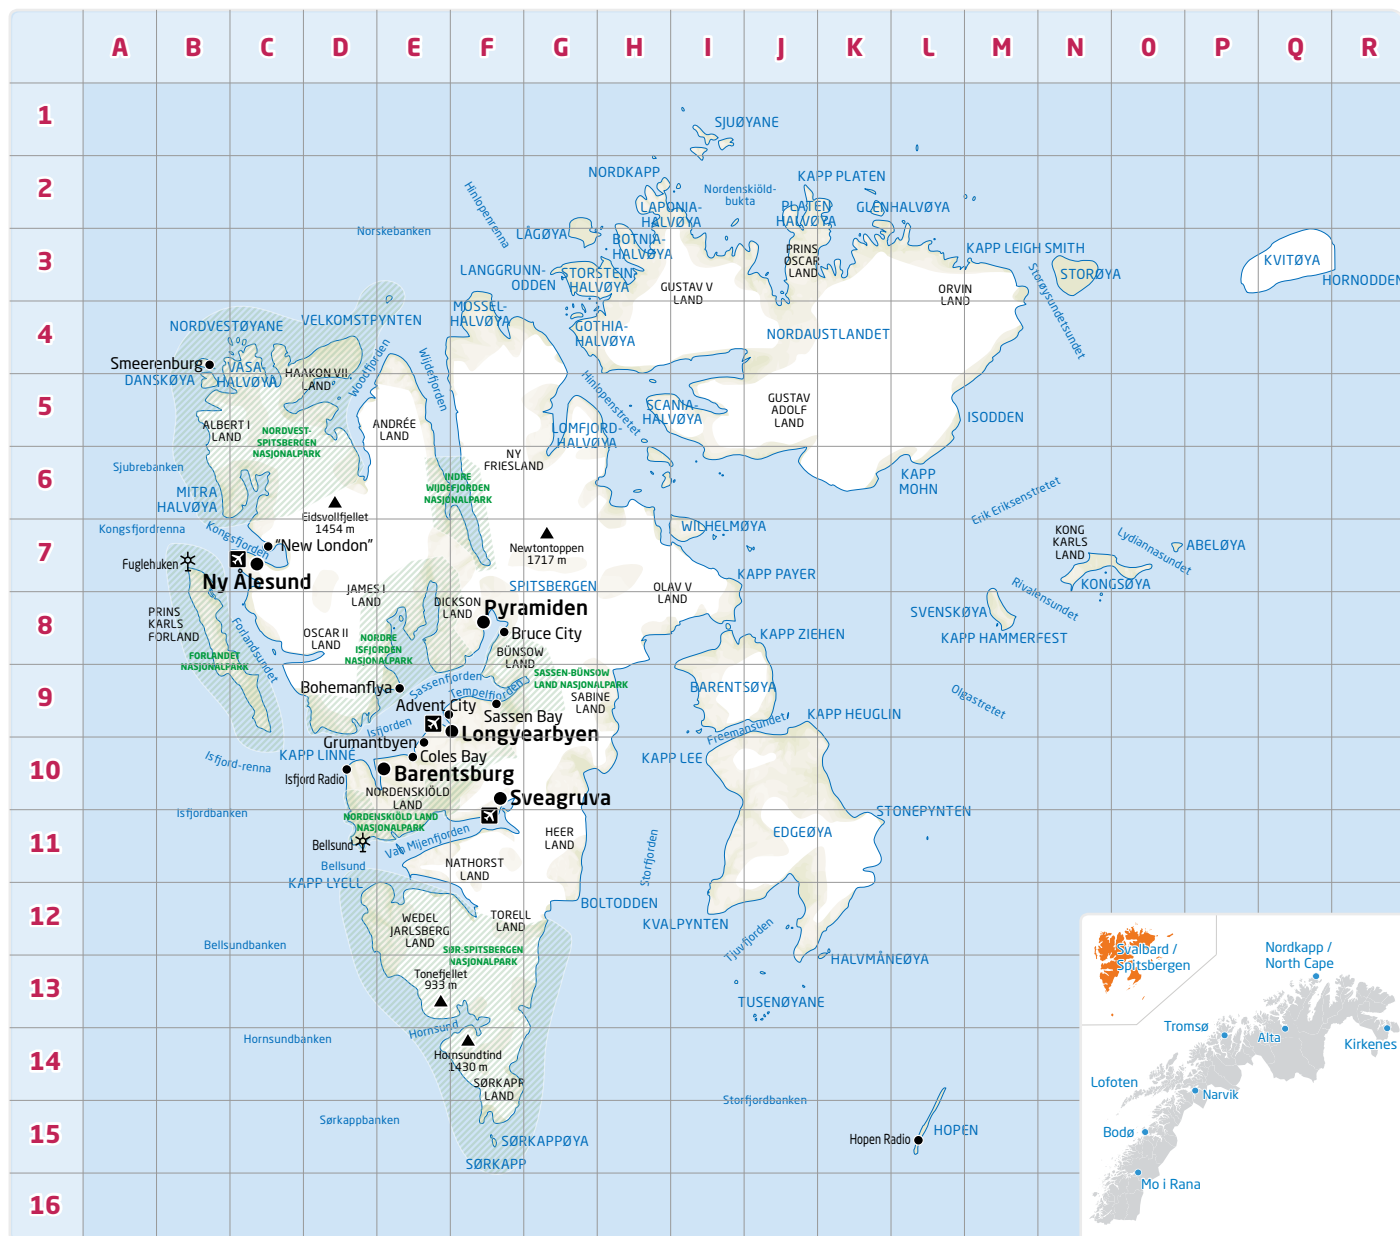 A B C D E F G H I J K L M N O P Q R
1
2
3
4
5
6
7
8
9
10
11
12
13
14
15
16
SJUØYANE
NORDKAPP
KAPP PLATEN
Nordenskiöld-
bukta
Hinlopenrenna
LAPONIA-
HALVØYA
PLATEN
HALVØYA
GLENHALVØYA
Norskebanken
LÅGØYA
BOTNIA-
HALVØYA
PRINS
OSCAR
LAND
KAPP LEIGH SMITH
LANGGRUNN-
ODDEN
STORSTEIN-
HALVØYA
GUSTAV V
LAND
ORVIN
LAND
STORØYA
KVITØYA
HORNODDEN
Storøysundetsundet
NORDVESTØYANE
VELKOMSTPYNTEN
MOSSEL-
HALVØYA
GOTHIA-
HALVØYA
NORDAUSTLANDET
Smeerenburg
DANSKØYA
VASA-
HALVØYA
HAAKON VII
LAND
Woodfjorden
Wijdefjorden
Hinlopenstretet
ALBERT I
LAND
NORDVEST-
SPITSBERGEN
NASJONALPARK
ANDRÉE
LAND
LOMFJORD-
HALVØYA
SCANIA-
HALVØYA
GUSTAV
ADOLF
LAND
ISODDEN
Sjubrebanken
NY
FRIESLAND
MITRA
HALVØYA
INDRE
WIJDEFJORDEN
NASJONALPARK
KAPP
MOHN
Erik Eriksenstretet
Eidsvollfjellet
1454 m
Kongsfjordrenna
Kongsfjorden
"New London"
Newtontoppen
1717 m
WILHELMØYA
KONG
KARLS
LAND
Lydiannasundet
ABELØYA
Fuglehuken
Ny Ålesund
SPITSBERGEN
KAPP PAYER
KONGSØYA
JAMES I
LAND
DICKSON
LAND
Pyramiden
OLAV V
LAND
Rivalensundet
SVENSKØYA
PRINS
KARLS
FORLAND
Bruce City
KAPP ZIEHEN
KAPP HAMMERFEST
Forlandsundet
OSCAR II
LAND
NORDRE
ISFJORDEN
NASJONALPARK
BÜNSOW
LAND
FORLANDET
NASJONALPARK
SASSEN-BÜNSOW
LAND NASJONALPARK
Bohemanflya
Sassenfjorden
Tempelfjorden
SABINE
LAND
BARENTSØYA
Olgastretet
Advent City
Sassen Bay
KAPP HEUGLIN
Isfjorden
Longyearbyen
Freemansundet
Grumantbyen
KAPP LINNÉ
Coles Bay
KAPP LEE
Isfjord-renna
Isfjord Radio
Barentsburg
NORDENSKIÖLD
LAND
Sveagruva
Isfjordbanken
NORDENSKIÖLD LAND
NASJONALPARK
STONEPYNTEN
Bellsund
Van Mijenfjorden
HEER
LAND
Storfjorden
EDGEØYA
Bellsund
NATHORST
LAND
KAPP LYELL
BOLTODDEN
WEDEL
JARLSBERG
LAND
TORELL
LAND
KVALPYNTEN
Tjuvfjorden
Bellsundbanken
SØR-SPITSBERGEN
NASJONALPARK
HALVMÅNEØYA
Tonefjellet
933 m
TUSENØYANE
Hornsundbanken
Hornsund
Hornsundtind
1430 m
SØRKAPP
LAND
Storfjordbanken
Sørkappbanken
SØRKAPPØYA
Hopen Radio
HOPEN
SØRKAPP
Svalbard /
Spitsbergen
Nordkapp /
North Cape
Tromsø
Alta
Kirkenes
Lofoten
Narvik
Bodø
Mo i Rana